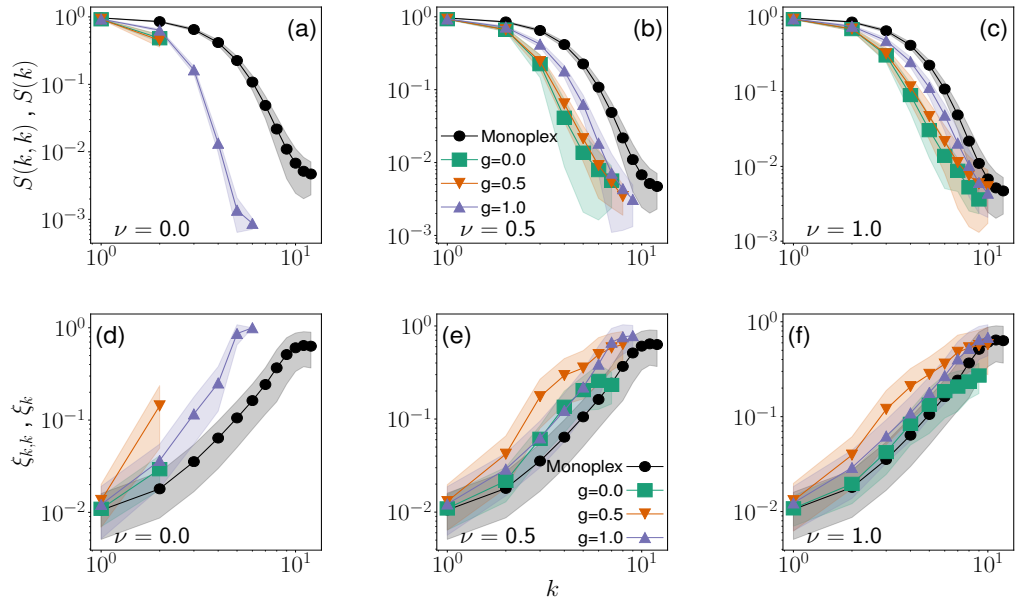 S(k, k) , S(k)
10^0
10^-1
10^-2
10^-3
(a)
ν = 0.0
10^0
10^1
10^0
10^-1
10^-2
10^-3
(b)
Monoplex
g=0.0
g=0.5
g=1.0
ν = 0.5
10^0
10^1
10^0
10^-1
10^-2
10^-3
(c)
ν = 1.0
10^0
10^1
ξ_{k,k}, ξ_k
10^0
10^-1
10^-2
(d)
ν = 0.0
10^0
10^1
10^0
10^-1
10^-2
(e)
Monoplex
g=0.0
g=0.5
g=1.0
ν = 0.5
10^0
10^1
k
10^0
10^-1
10^-2
(f)
ν = 1.0
10^0
10^1